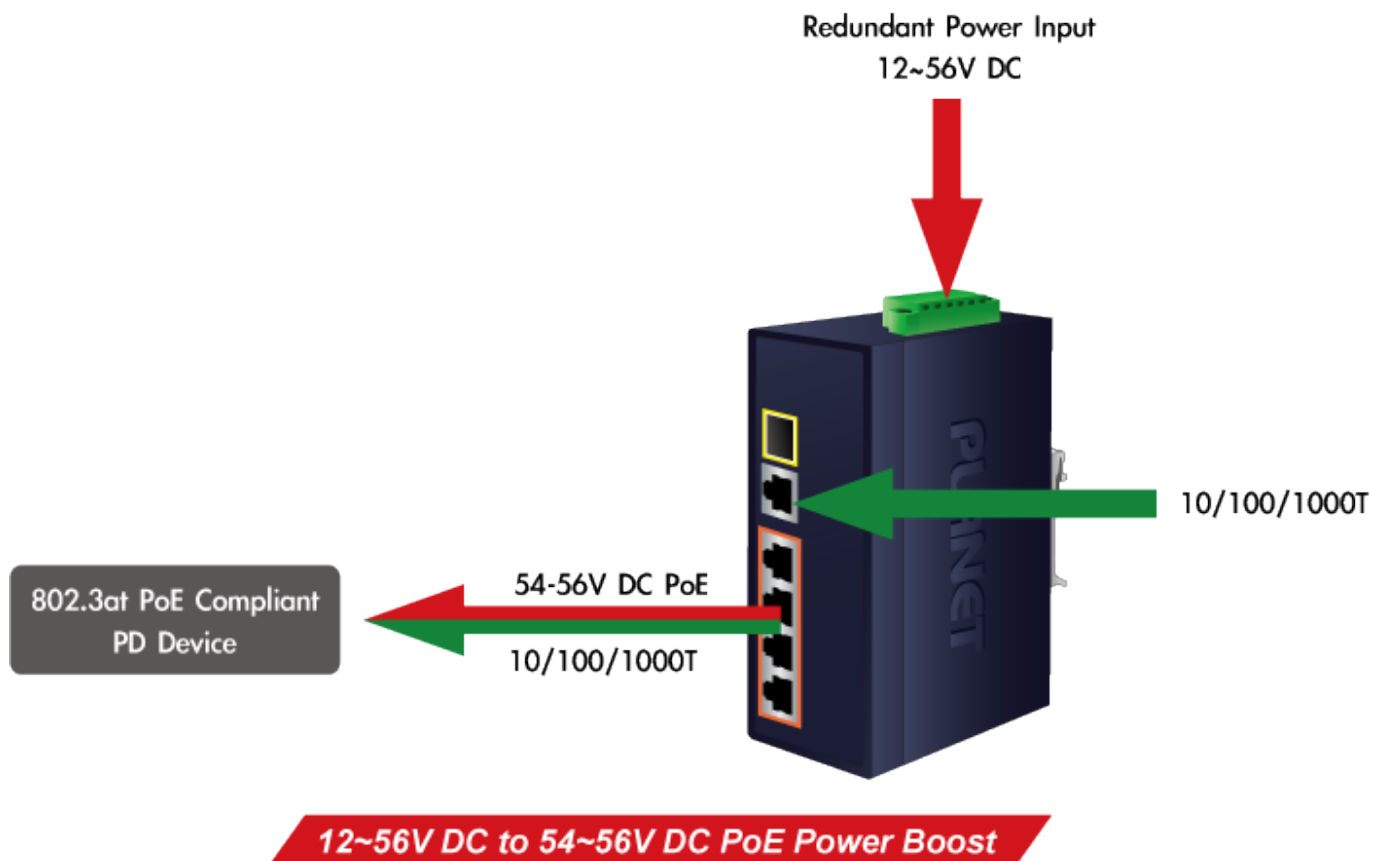 Redundant Power Input
12~56V DC
PLANET
10/100/1000T
54-56V DC PoE
802.3at PoE Compliant
PD Device
10/100/1000T
12~56V DC to 54~56V DC PoE Power Boost